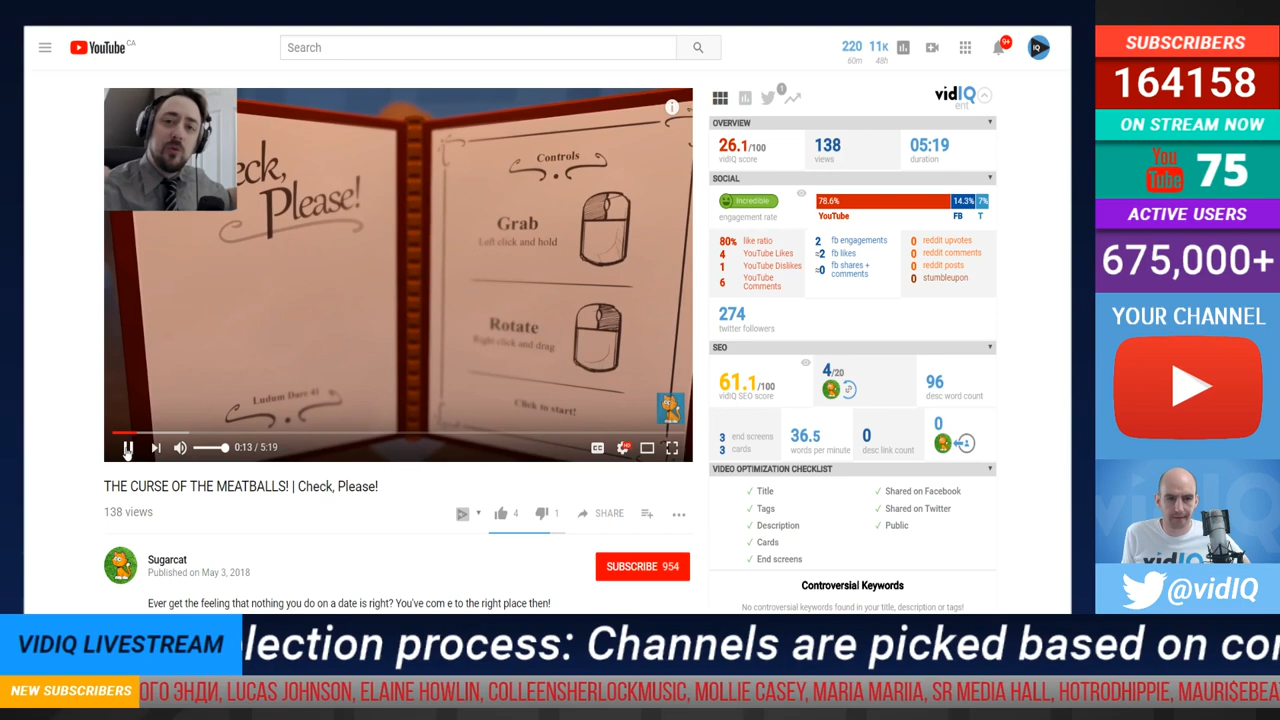 YouTube CA
Search
220 60m
11K 48h
9+
IQ
SUBSCRIBERS
164158
ON STREAM NOW
You Tube 75
ACTIVE USERS
675,000+
YOUR CHANNEL
@vidIQ
eck,
Please!
Ludum Dare 41
Controls
Grab
Left click and hold
Rotate
Right click and drag
Click to start!
i
0:13 / 5:19
CC
HD
THE CURSE OF THE MEATBALLS! | Check, Please!
138 views
4
1
SHARE
Sugarcat
Published on May 3, 2018
SUBSCRIBE 954
Ever get the feeling that nothing you do on a date is right? You've com e to the right place then!
1
vidIQ
ent
OVERVIEW
26.1/100
vidIQ score
138
views
05:19
duration
SOCIAL
incredible
engagement rate
78.6% 14.3% 7%
YouTube FB T
80% like ratio
4 YouTube Likes
1 YouTube Dislikes
6 YouTube Comments
2 fb engagements
≈2 fb likes
≈0 fb shares + comments
0 reddit upvotes
0 reddit comments
0 reddit posts
0 stumbleupon
274
twitter followers
SEO
61.1/100
vidIQ SEO score
4/20
96
desc word count
3 end screens
3 cards
36.5
words per minute
0
desc link count
0
VIDEO OPTIMIZATION CHECKLIST
✓ Title
✓ Tags
✓ Description
✓ Cards
✓ End screens
✓ Shared on Facebook
✓ Shared on Twitter
✓ Public
Controversial Keywords
No controversial keywords found in your title, description or tags!
VIDIQ LIVESTREAM
lection process: Channels are picked based on con
NEW SUBSCRIBERS
ОГО ЭНДИ, LUCAS JOHNSON, ELAINE HOWLIN, COLLEENSHERLOCKMUSIC, MOLLIE CASEY, MARIA MARIIA, SR MEDIA HALL, HOTRODHIPPIE, MAURI$EBEA